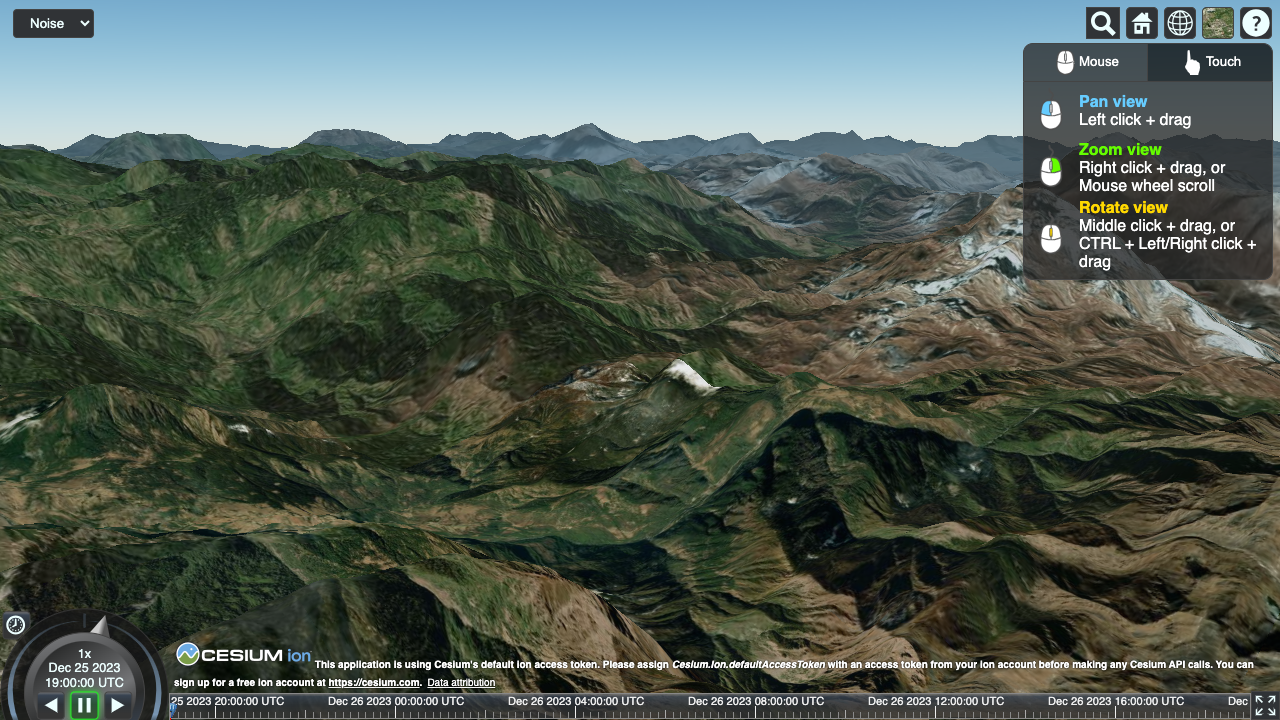 Noise
Mouse
Touch
Pan view
Left click + drag
Zoom view
Right click + drag, or
Mouse wheel scroll
Rotate view
Middle click + drag, or
CTRL + Left/Right click +
drag
1x
Dec 25 2023
19:00:00 UTC
CESIUM ion
This application is using Cesium's default ion access token. Please assign Cesium.Ion.defaultAccessToken with an access token from your ion account before making any Cesium API calls. You can
sign up for a free ion account at https://cesium.com. Data attribution
5 2023 20:00:00 UTC
Dec 26 2023 00:00:00 UTC
Dec 26 2023 04:00:00 UTC
Dec 26 2023 08:00:00 UTC
Dec 26 2023 12:00:00 UTC
Dec 26 2023 16:00:00 UTC
Dec